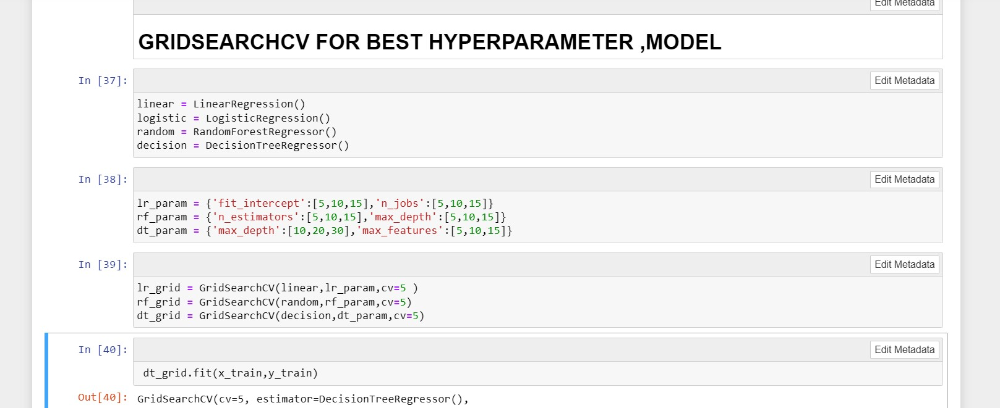 Edit Metadata
GRIDSEARCHCV FOR BEST HYPERPARAMETER ,MODEL
In [37]:
Edit Metadata
linear = LinearRegression()
logistic = LogisticRegression()
random = RandomForestRegressor()
decision = DecisionTreeRegressor()
In [38]:
Edit Metadata
lr_param = {'fit_intercept':[5,10,15],'n_jobs':[5,10,15]}
rf_param = {'n_estimators':[5,10,15],'max_depth':[5,10,15]}
dt_param = {'max_depth':[10,20,30],'max_features':[5,10,15]}
In [39]:
Edit Metadata
lr_grid = GridSearchCV(linear,lr_param,cv=5 )
rf_grid = GridSearchCV(random,rf_param,cv=5)
dt_grid = GridSearchCV(decision,dt_param,cv=5)
In [40]:
Edit Metadata
dt_grid.fit(x_train,y_train)
Out[40]: GridSearchCV(cv=5, estimator=DecisionTreeRegressor(),